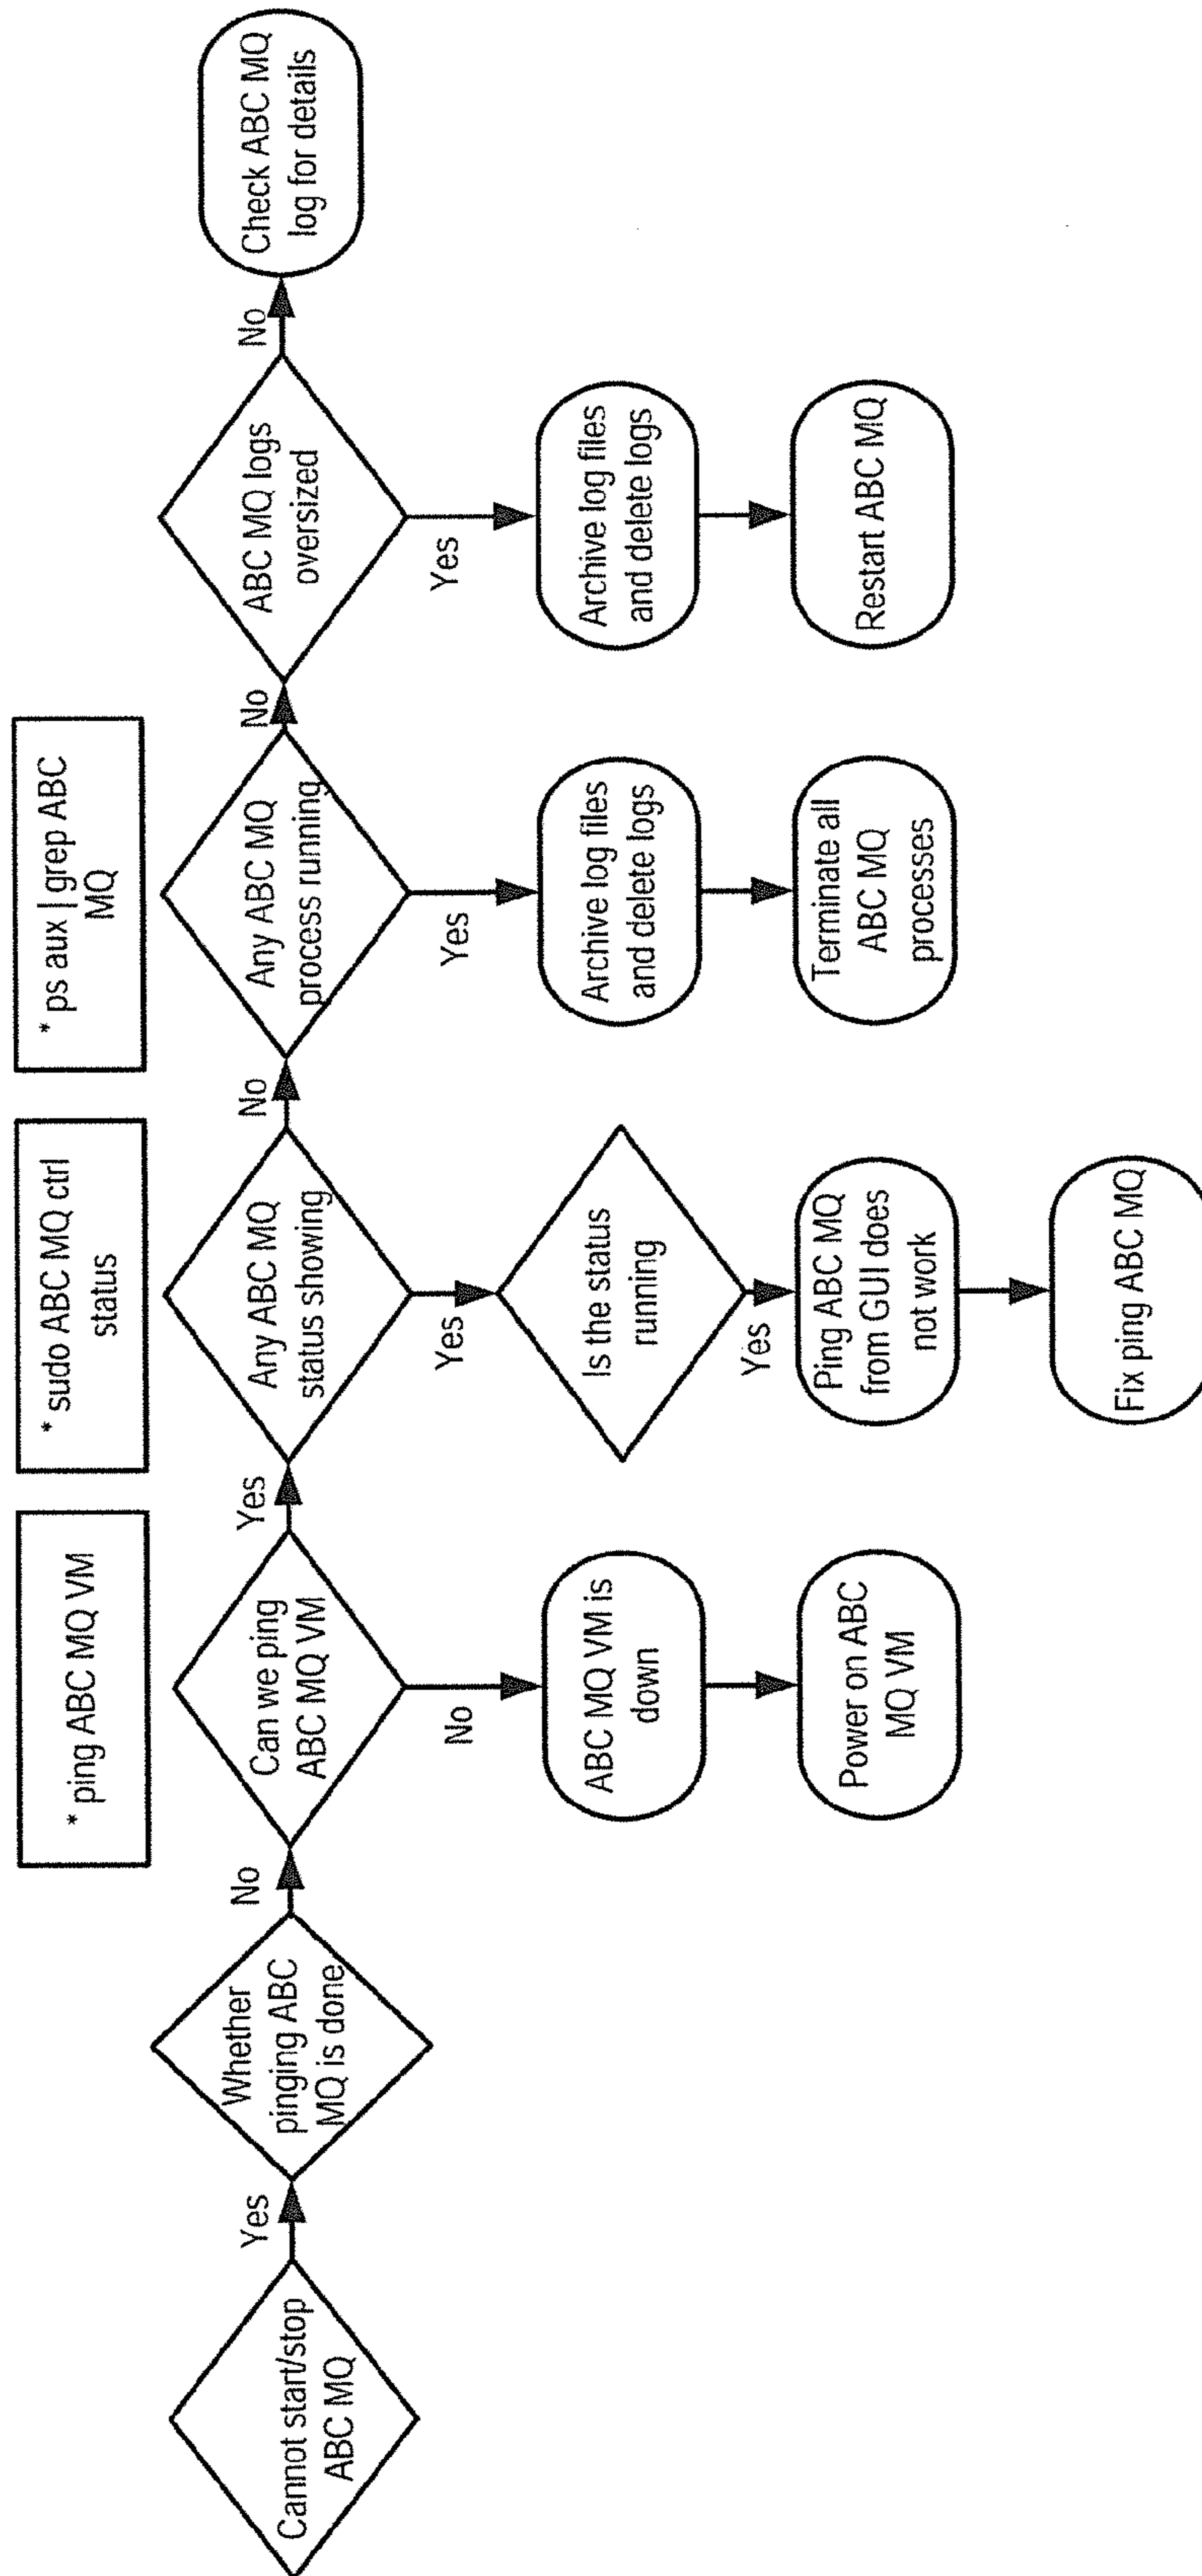 * ping ABC MQ VM
* sudo ABC MQ ctrl
status
* ps aux | grep ABC
MQ
Cannot start/stop
ABC MQ
Yes
Whether
pinging ABC
MQ is done
No
Can we ping
ABC MQ VM
Yes
Any ABC MQ
status showing
No
Any ABC MQ
process running
No
ABC MQ logs
oversized
No
Check ABC MQ
log for details
No
ABC MQ VM is
down
Power on ABC
MQ VM
Yes
Is the status
running
Yes
Ping ABC MQ
from GUI does
not work
Fix ping ABC MQ
Yes
Archive log files
and delete logs
Terminate all
ABC MQ
processes
Yes
Archive log files
and delete logs
Restart ABC MQ